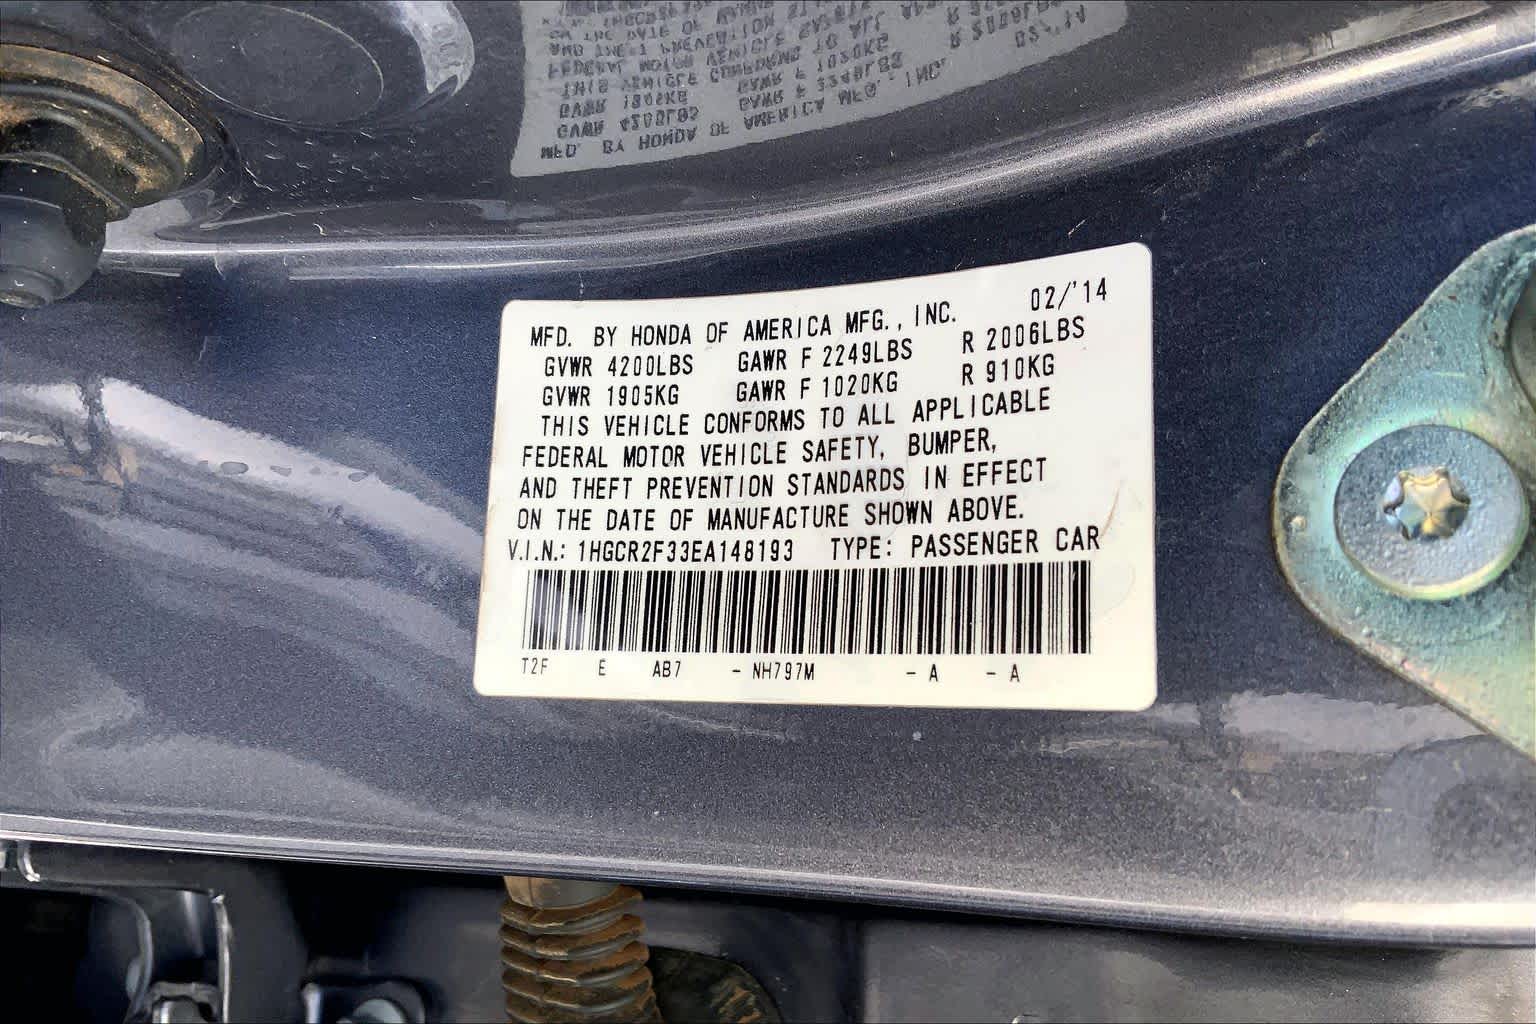 MFD. BY HONDA OF AMERICA MFG., INC. 02/'14
GVWR 4200LBS GAWR F 2249LBS R 2006LBS
GVWR 1905KG GAWR F 1020KG R 910KG
THIS VEHICLE CONFORMS TO ALL APPLICABLE
FEDERAL MOTOR VEHICLE SAFETY, BUMPER,
AND THEFT PREVENTION STANDARDS IN EFFECT
ON THE DATE OF MANUFACTURE SHOWN ABOVE.
V.I.N.: 1HGCR2F33EA148193 TYPE: PASSENGER CAR
T2F E AB7 - NH797M - A - A